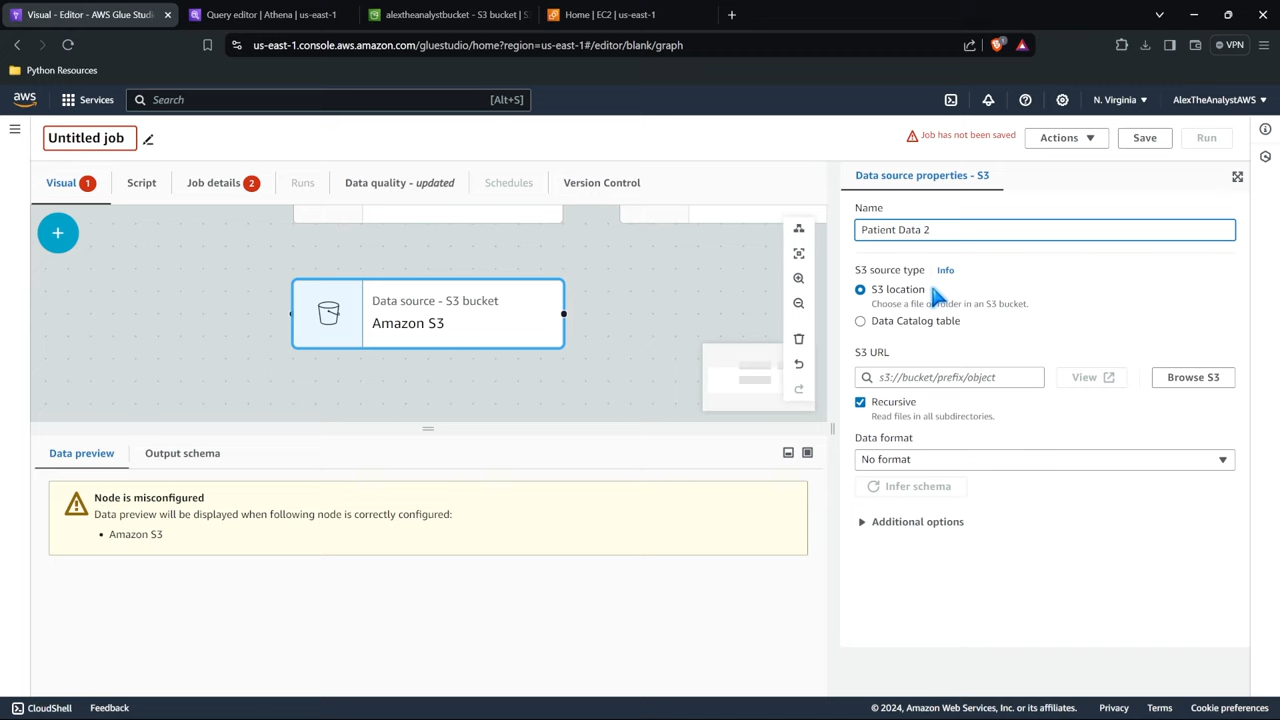 Visual - Editor - AWS Glue Studi
Query editor | Athena | us-east-1
alextheanalystbucket - S3 bucket | S
Home | EC2 | us-east-1
us-east-1.console.aws.amazon.com/gluestudio/home?region=us-east-1#/editor/blank/graph
VPN
Python Resources
aws
Services
Search
[Alt+S]
N. Virginia
AlexTheAnalystAWS
Untitled job
Job has not been saved
Actions
Save
Run
Visual 1
Script
Job details 2
Runs
Data quality - updated
Schedules
Version Control
Data source properties - S3
Name
Patient Data 2
S3 source type Info
S3 location
Choose a file or folder in an S3 bucket.
Data Catalog table
S3 URL
s3://bucket/prefix/object
View
Browse S3
Recursive
Read files in all subdirectories.
Data format
No format
Infer schema
Additional options
Data source - S3 bucket
Amazon S3
Data preview
Output schema
Node is misconfigured
Data preview will be displayed when following node is correctly configured:
• Amazon S3
CloudShell
Feedback
© 2024, Amazon Web Services, Inc. or its affiliates.
Privacy
Terms
Cookie preferences